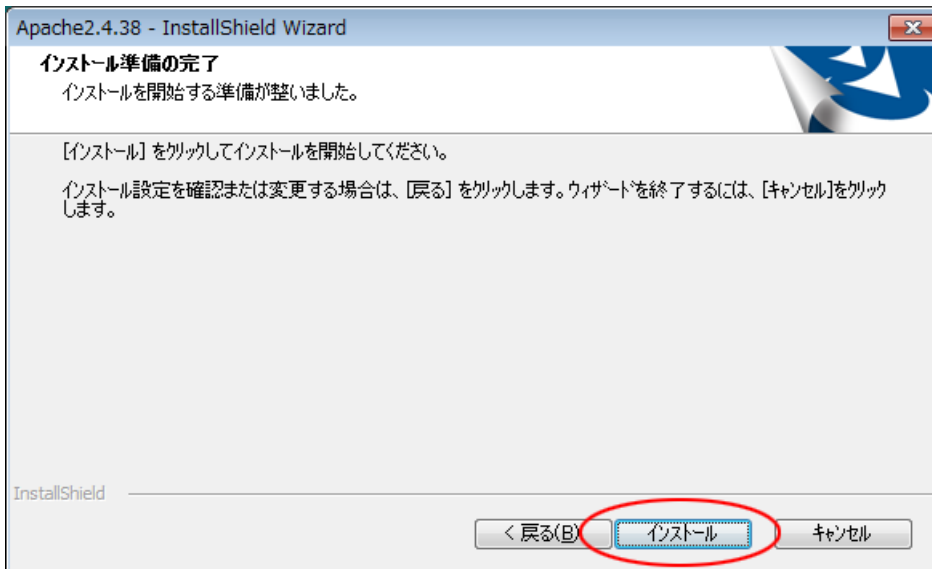 Apache2.4.38 - InstallShield Wizard
インストール準備の完了
インストールを開始する準備が整いました。
[インストール] をクリックしてインストールを開始してください。
インストール設定を確認または変更する場合は、[戻る] をクリックします。ウィザードを終了するには、[キャンセル]をクリック
します。
InstallShield
< 戻る(B)
インストール
キャンセル